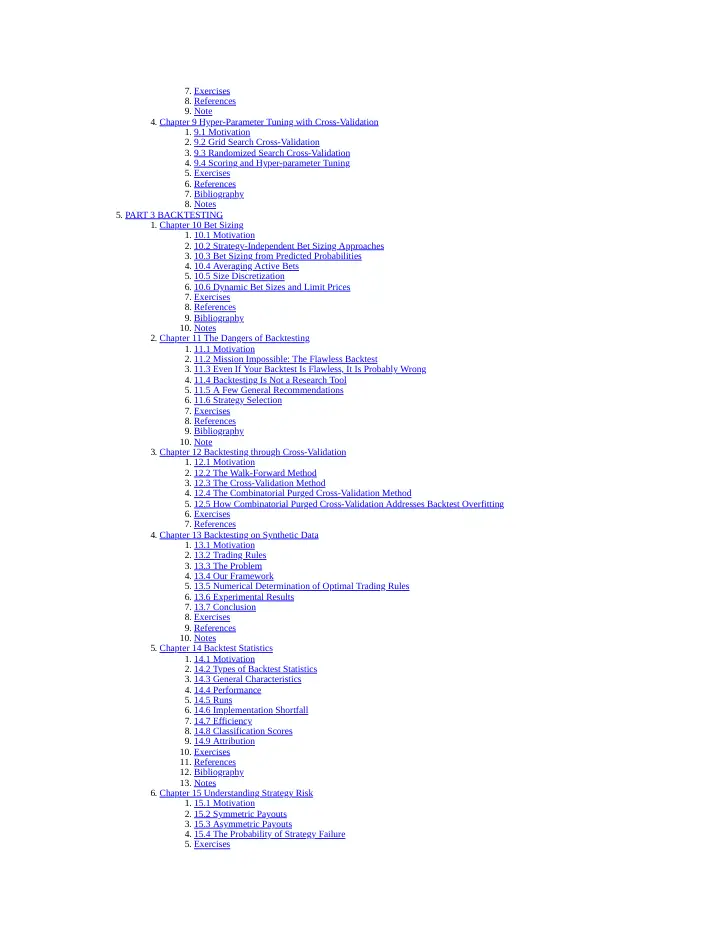 7. Exercises
8. References
9. Note
4. Chapter 9 Hyper-Parameter Tuning with Cross-Validation
1. 9.1 Motivation
2. 9.2 Grid Search Cross-Validation
3. 9.3 Randomized Search Cross-Validation
4. 9.4 Scoring and Hyper-parameter Tuning
5. Exercises
6. References
7. Bibliography
8. Notes
5. PART 3 BACKTESTING
1. Chapter 10 Bet Sizing
1. 10.1 Motivation
2. 10.2 Strategy-Independent Bet Sizing Approaches
3. 10.3 Bet Sizing from Predicted Probabilities
4. 10.4 Averaging Active Bets
5. 10.5 Size Discretization
6. 10.6 Dynamic Bet Sizes and Limit Prices
7. Exercises
8. References
9. Bibliography
10. Notes
2. Chapter 11 The Dangers of Backtesting
1. 11.1 Motivation
2. 11.2 Mission Impossible: The Flawless Backtest
3. 11.3 Even If Your Backtest Is Flawless, It Is Probably Wrong
4. 11.4 Backtesting Is Not a Research Tool
5. 11.5 A Few General Recommendations
6. 11.6 Strategy Selection
7. Exercises
8. References
9. Bibliography
10. Note
3. Chapter 12 Backtesting through Cross-Validation
1. 12.1 Motivation
2. 12.2 The Walk-Forward Method
3. 12.3 The Cross-Validation Method
4. 12.4 The Combinatorial Purged Cross-Validation Method
5. 12.5 How Combinatorial Purged Cross-Validation Addresses Backtest Overfitting
6. Exercises
7. References
4. Chapter 13 Backtesting on Synthetic Data
1. 13.1 Motivation
2. 13.2 Trading Rules
3. 13.3 The Problem
4. 13.4 Our Framework
5. 13.5 Numerical Determination of Optimal Trading Rules
6. 13.6 Experimental Results
7. 13.7 Conclusion
8. Exercises
9. References
10. Notes
5. Chapter 14 Backtest Statistics
1. 14.1 Motivation
2. 14.2 Types of Backtest Statistics
3. 14.3 General Characteristics
4. 14.4 Performance
5. 14.5 Runs
6. 14.6 Implementation Shortfall
7. 14.7 Efficiency
8. 14.8 Classification Scores
9. 14.9 Attribution
10. Exercises
11. References
12. Bibliography
13. Notes
6. Chapter 15 Understanding Strategy Risk
1. 15.1 Motivation
2. 15.2 Symmetric Payouts
3. 15.3 Asymmetric Payouts
4. 15.4 The Probability of Strategy Failure
5. Exercises